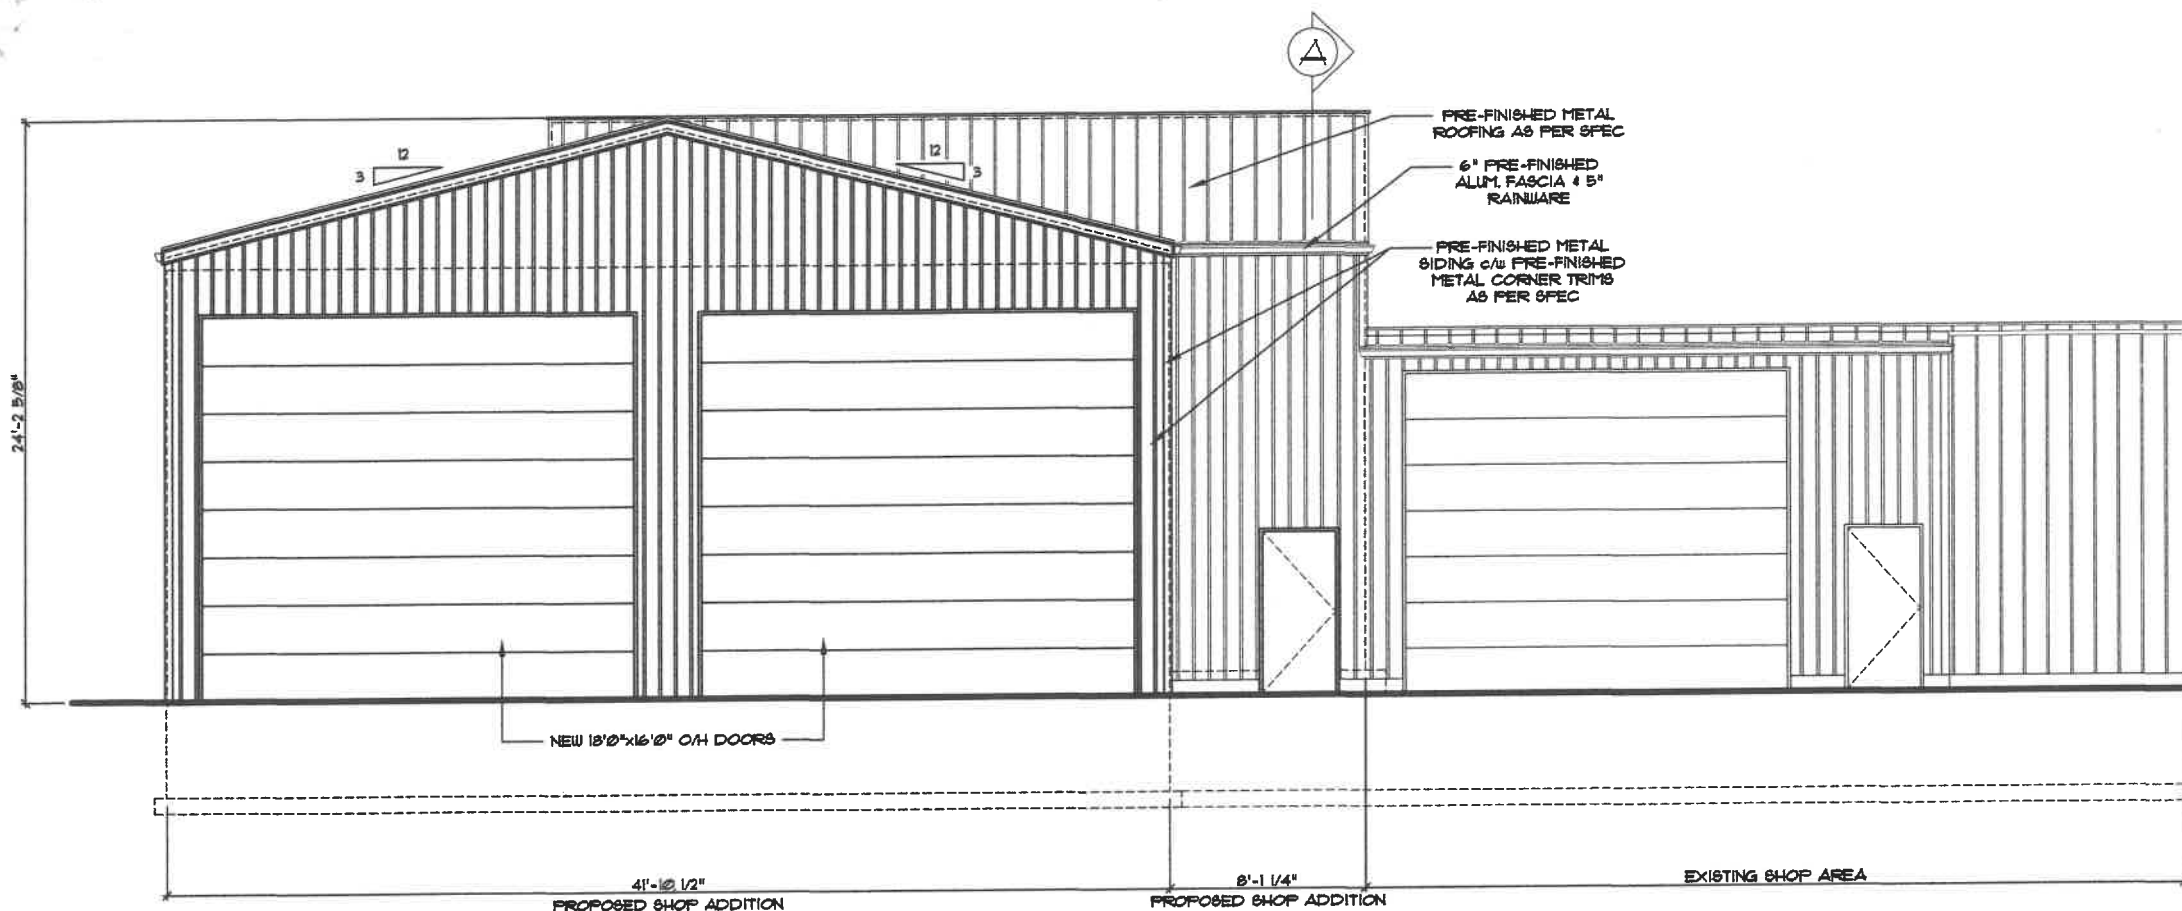 A
PRE-FINISHED METAL
ROOFING AS PER SPEC
6" PRE-FINISHED
ALUM. FASCIA & 5"
RAINWARE
PRE-FINISHED METAL
SIDING c/w PRE-FINISHED
METAL CORNER TRIMS
AS PER SPEC
12
3
12
3
24'-2 5/8"
NEW 18'0"x16'0" O/H DOORS
41'-10 1/2"
PROPOSED SHOP ADDITION
8'-1 1/4"
PROPOSED SHOP ADDITION
EXISTING SHOP AREA